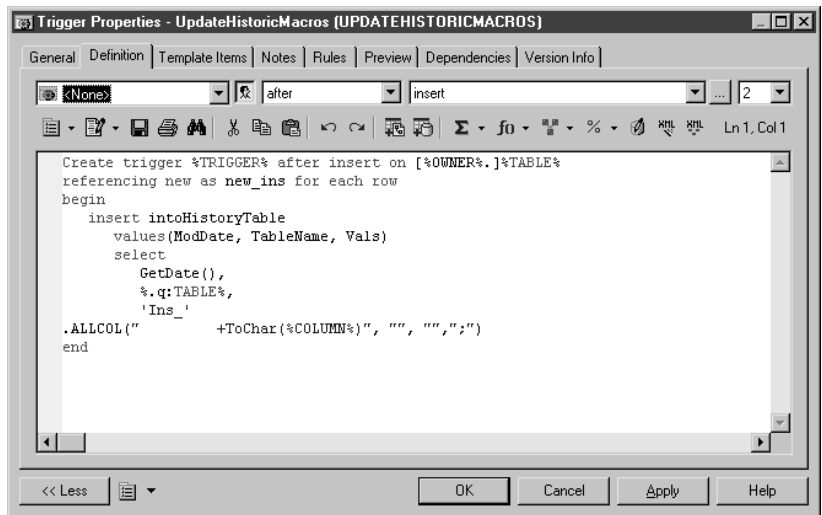 Trigger Properties - UpdateHistoricMacros (UPDATEHISTORICMACROS)
General Definition Template Items Notes Rules Preview Dependencies Version Info
<None> after insert ... 2
Σ fo % XML XML Ln 1, Col 1
Create trigger %TRIGGER% after insert on [%OWNER%.]%TABLE%
referencing new as new_ins for each row
begin
insert intoHistoryTable
values(ModDate, TableName, Vals)
select
GetDate(),
%.q:TABLE%,
'Ins_'
.ALLCOL(" +ToChar(%COLUMN%)", "", "",";")
end
<< Less OK Cancel Apply Help